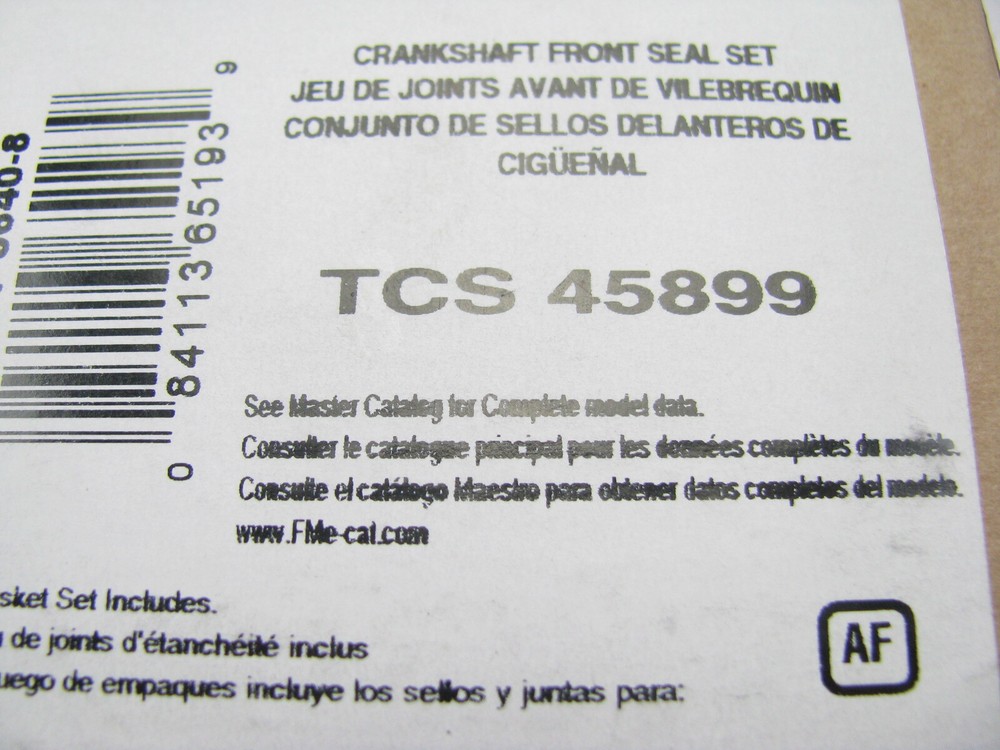 CRANKSHAFT FRONT SEAL SET
JEU DE JOINTS AVANT DE VILEBREQUIN
CONJUNTO DE SELLOS DELANTEROS DE
CIGÜEÑAL
TCS 45899
See Master Catalog for Complete model data.
Consulter le catalogue principal pour les données complètes du modèle.
Consulte el catálogo Maestro para obtener datos completos del modelo.
www.FMe-cat.com
0 84113 65193 9
40-8
sket Set Includes.
de joints d'étanchéité inclus
uego de empaques incluye los sellos y juntas para:
AF